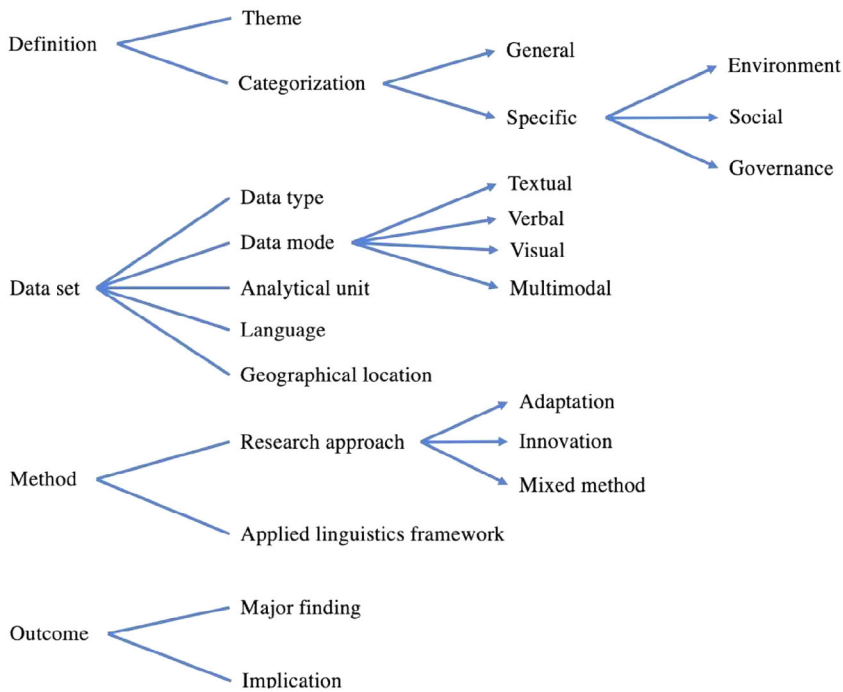 Definition
Theme
Categorization
General
Specific
Environment
Social
Governance
Data set
Data type
Data mode
Textual
Verbal
Visual
Multimodal
Analytical unit
Language
Geographical location
Method
Research approach
Adaptation
Innovation
Mixed method
Applied linguistics framework
Outcome
Major finding
Implication